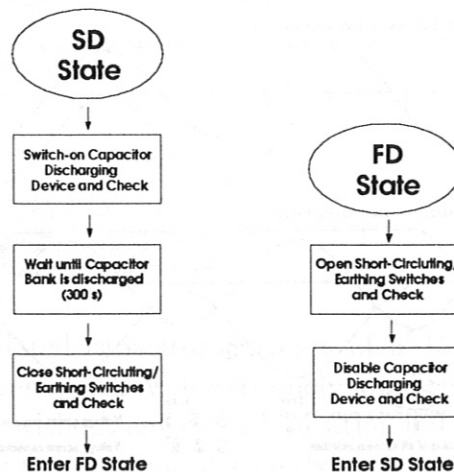 SD
State
Switch-on Capacitor
Discharging
Device and Check
Wait until Capacitor
Bank is discharged
(300 s)
Close Short-Circluting/
Earthing Switches
and Check
Enter FD State
FD
State
Open Short-Circluting/
Earthing Switches
and Check
Disable Capacitor
Discharging
Device and Check
Enter SD State